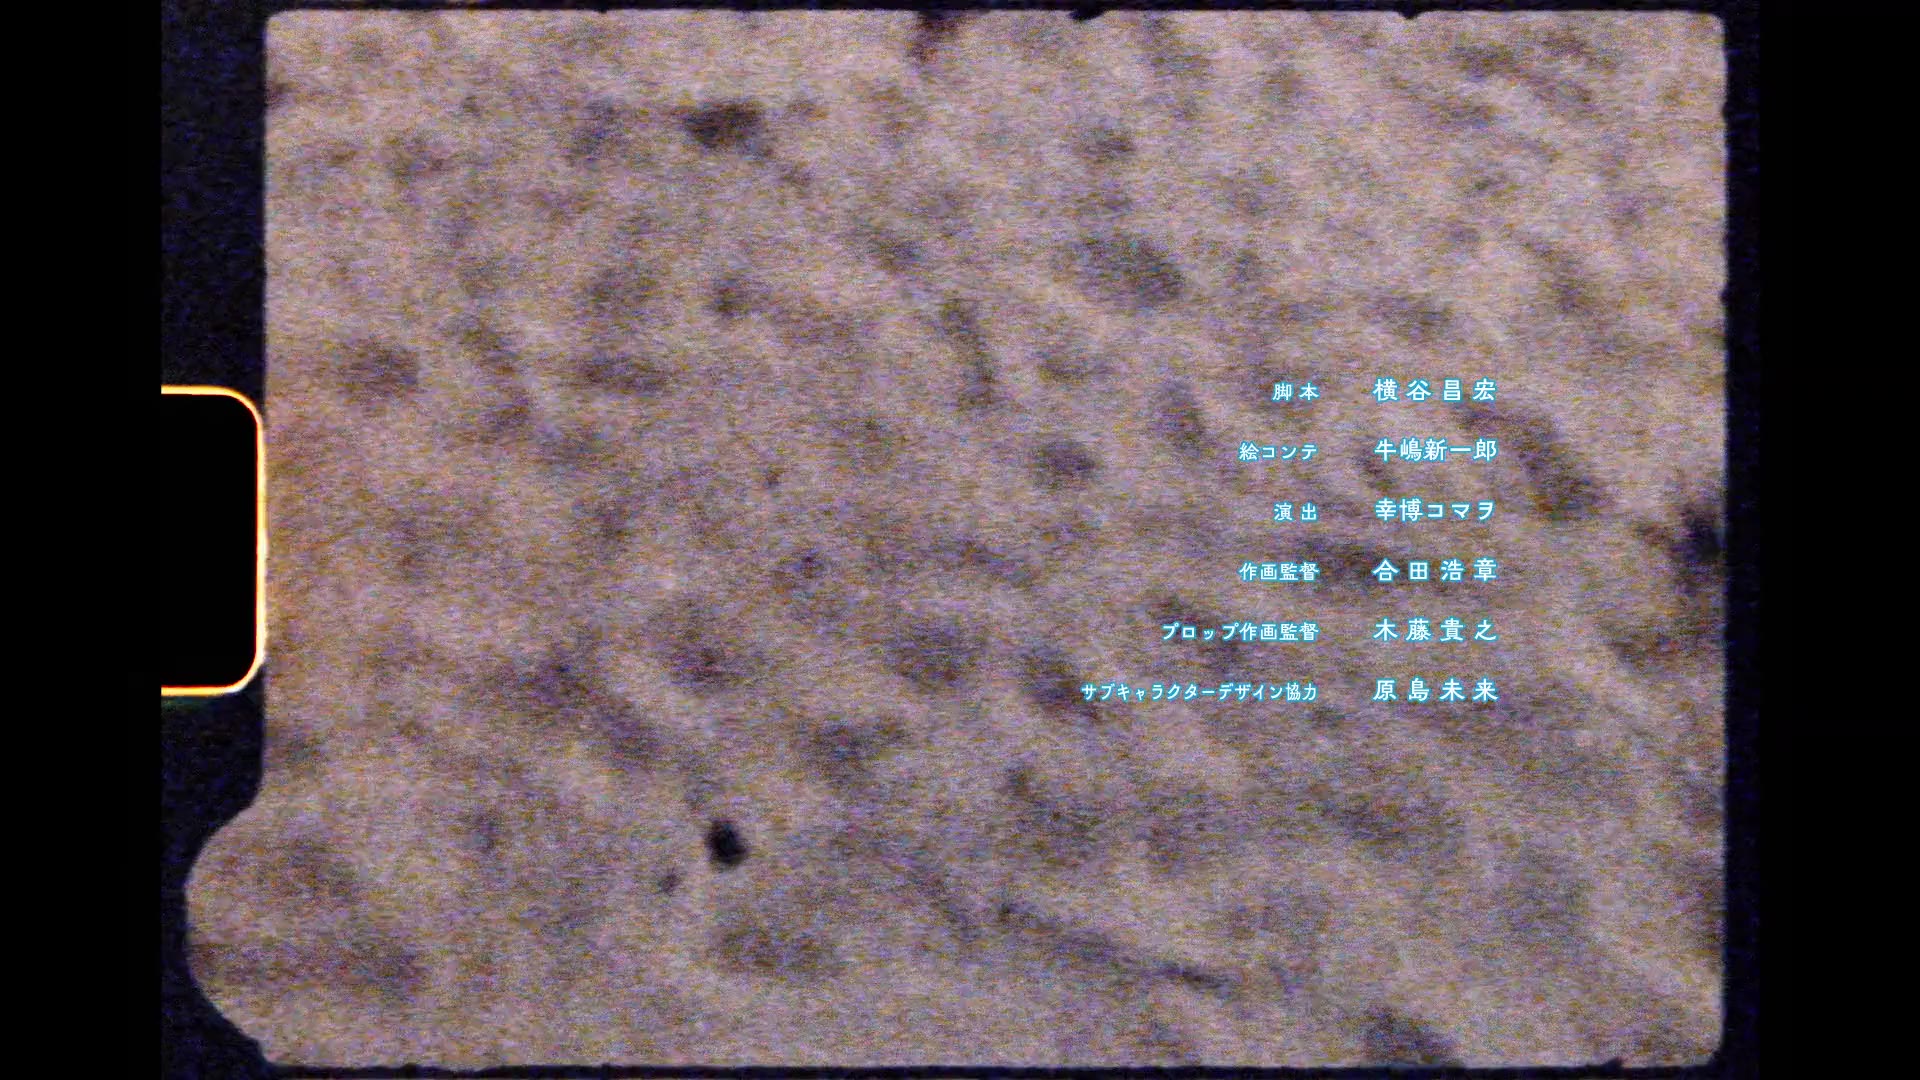 脚本 横谷昌宏
絵コンテ 牛嶋新一郎
演出 幸博コマヲ
作画監督 合田浩章
プロップ作画監督 木藤貴之
サブキャラクターデザイン協力 原島未来